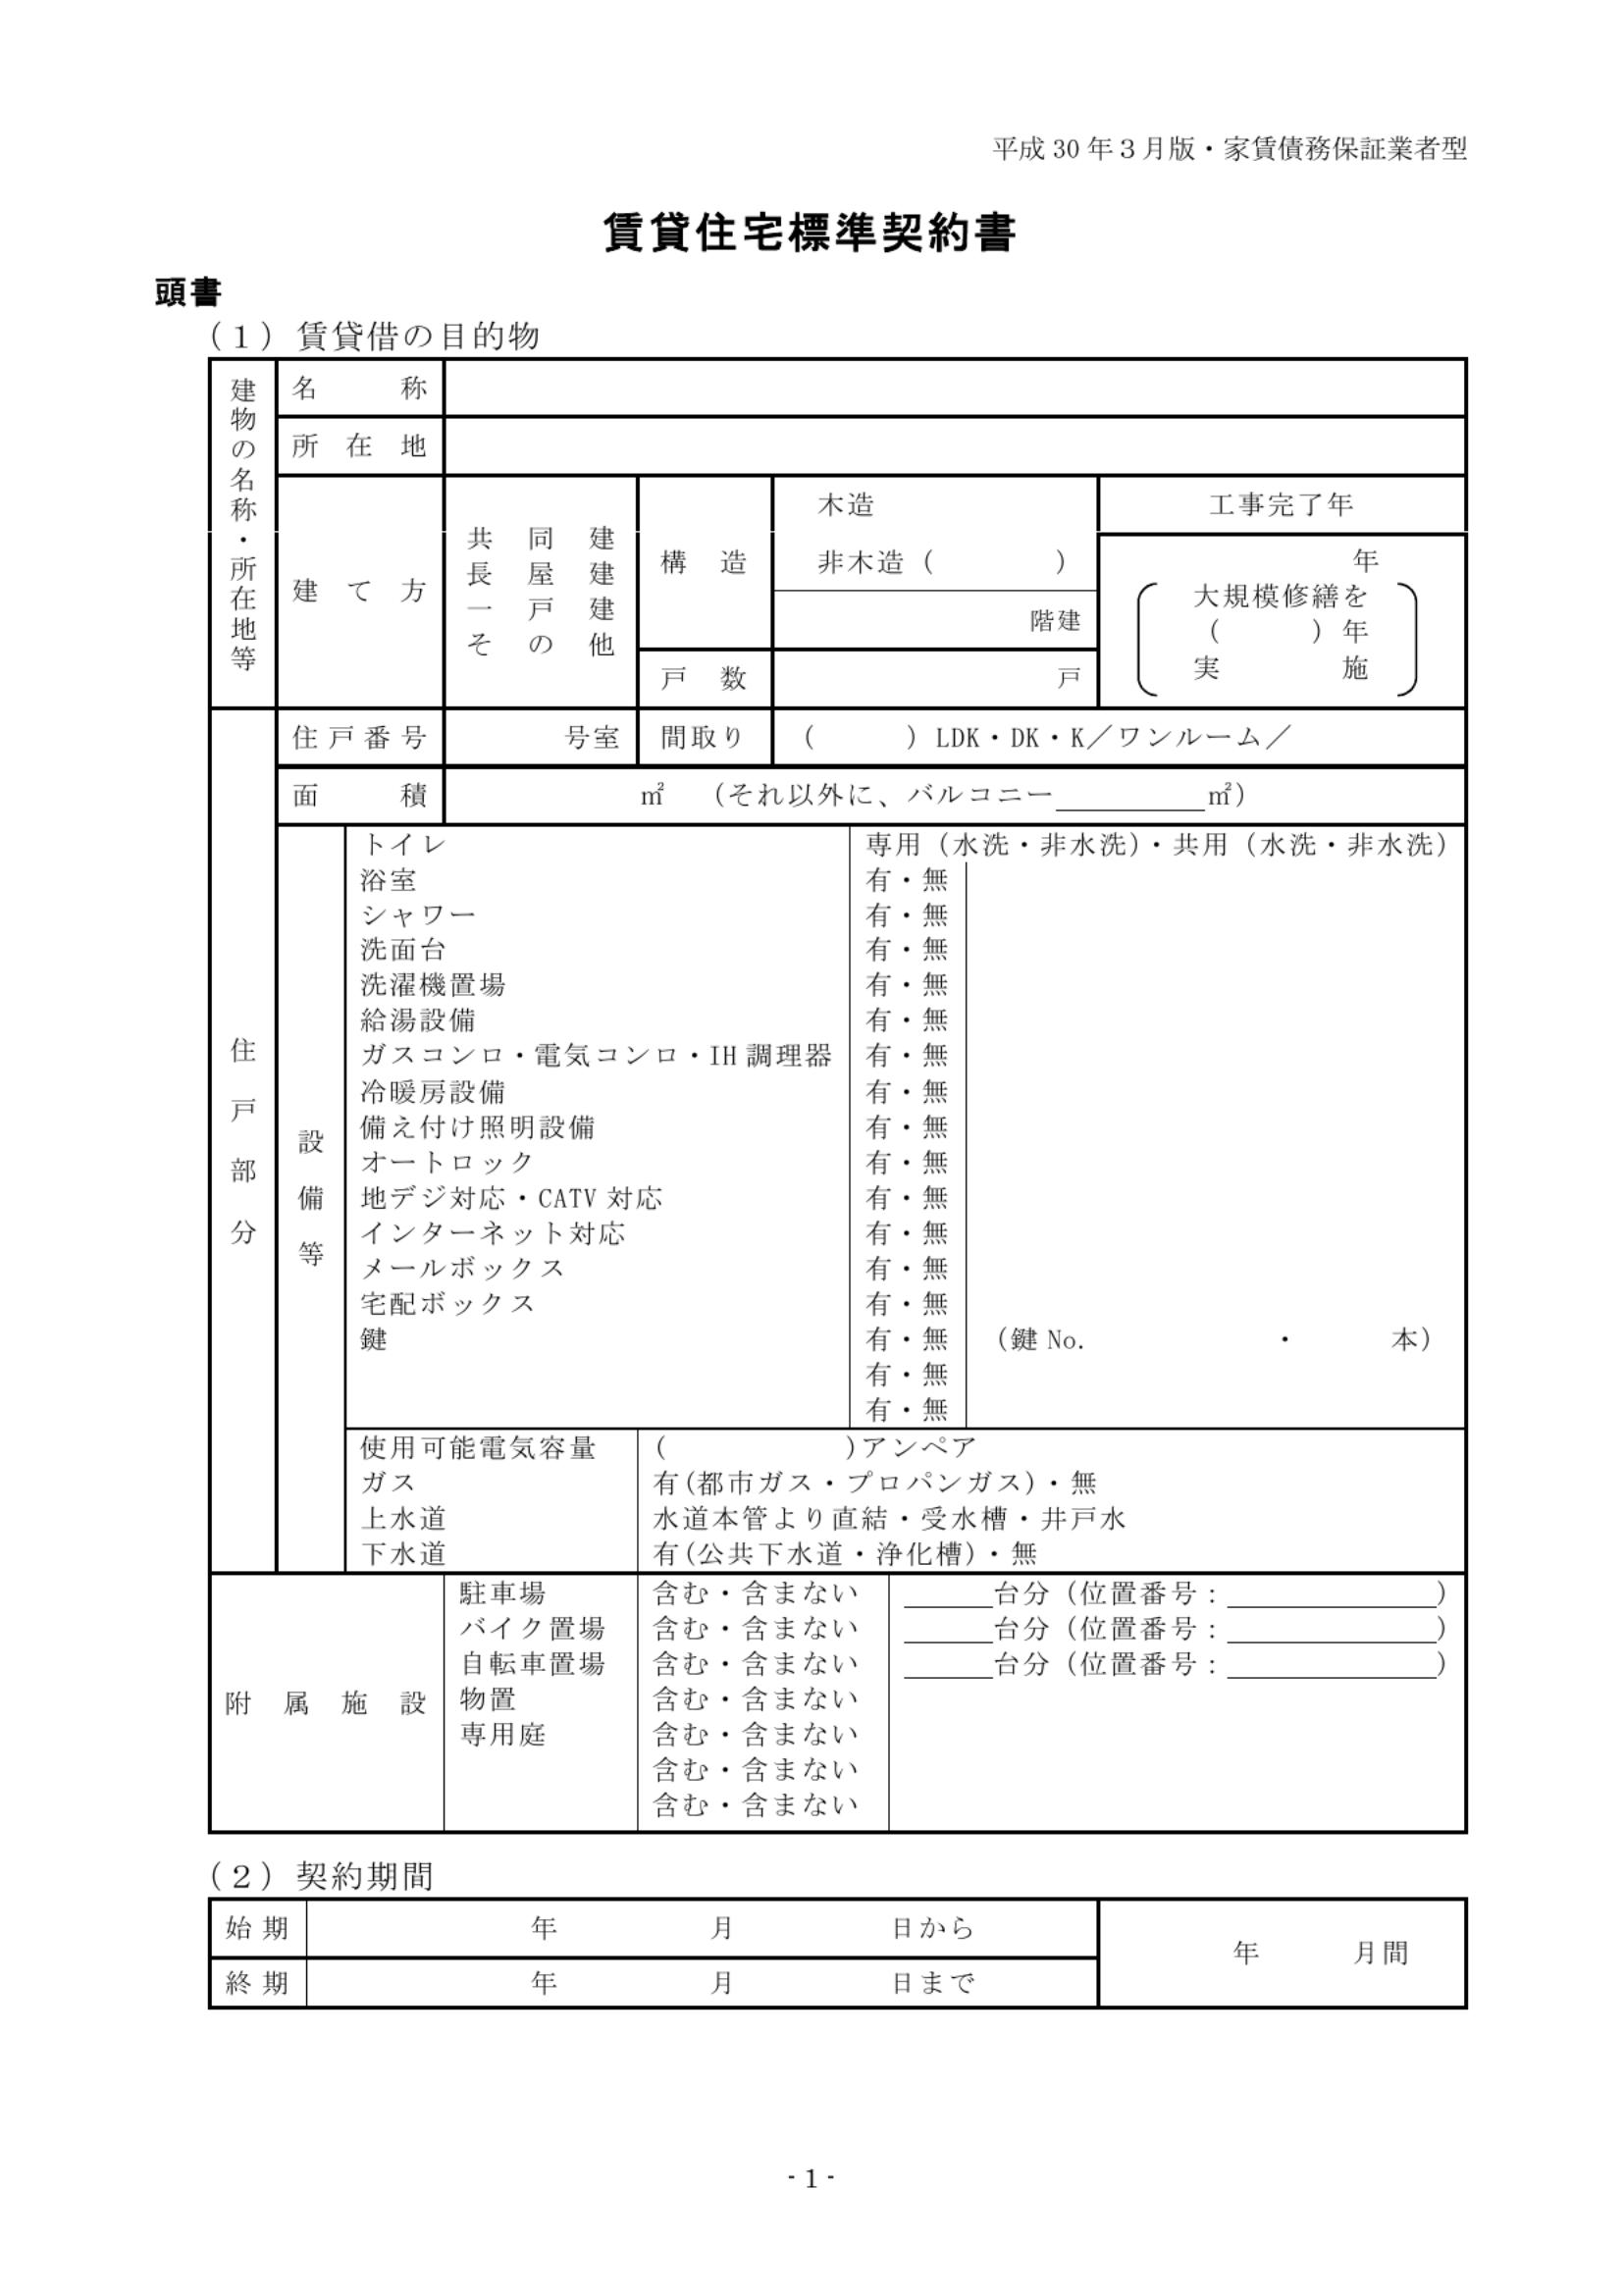 平成 30 年３月版・家賃債務保証業者型
賃貸住宅標準契約書
頭書
（１）賃貸借の目的物
建物の名称・所在地等
名　称
所 在 地
建 て 方
共 同 建
長 屋 建
一 戸 建
そ の 他
構 造
木造
非木造（　　　　）
階建
戸 数
戸
工事完了年
年
大規模修繕を
（　　　）年
実　　　施
住戸部分
住戸番号
号室
間取り
（　　　）LDK・DK・K／ワンルーム／
面　積
㎡　（それ以外に、バルコニー＿＿＿＿＿㎡）
設備等
トイレ　専用（水洗・非水洗）・共用（水洗・非水洗）
浴室　有・無
シャワー　有・無
洗面台　有・無
洗濯機置場　有・無
給湯設備　有・無
ガスコンロ・電気コンロ・IH 調理器　有・無
冷暖房設備　有・無
備え付け照明設備　有・無
オートロック　有・無
地デジ対応・CATV 対応　有・無
インターネット対応　有・無
メールボックス　有・無
宅配ボックス　有・無
鍵　有・無　（鍵 No.　　　　・　　　本）
有・無
有・無
使用可能電気容量　(　　　　　)アンペア
ガス　有(都市ガス・プロパンガス)・無
上水道　水道本管より直結・受水槽・井戸水
下水道　有(公共下水道・浄化槽)・無
附 属 施 設
駐車場　含む・含まない　＿＿＿台分（位置番号：＿＿＿＿＿＿＿）
バイク置場　含む・含まない　＿＿＿台分（位置番号：＿＿＿＿＿＿＿）
自転車置場　含む・含まない　＿＿＿台分（位置番号：＿＿＿＿＿＿＿）
物置　含む・含まない
専用庭　含む・含まない
含む・含まない
含む・含まない
（２）契約期間
始期　年　月　日から
年　月間
終期　年　月　日まで
- 1 -